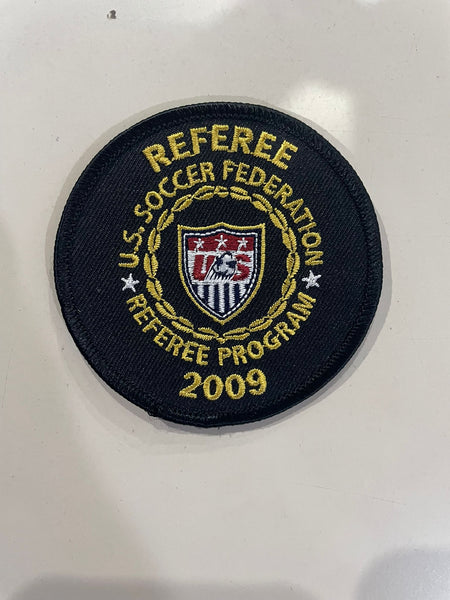 REFEREE
U.S. SOCCER FEDERATION
US
REFEREE PROGRAM
2009